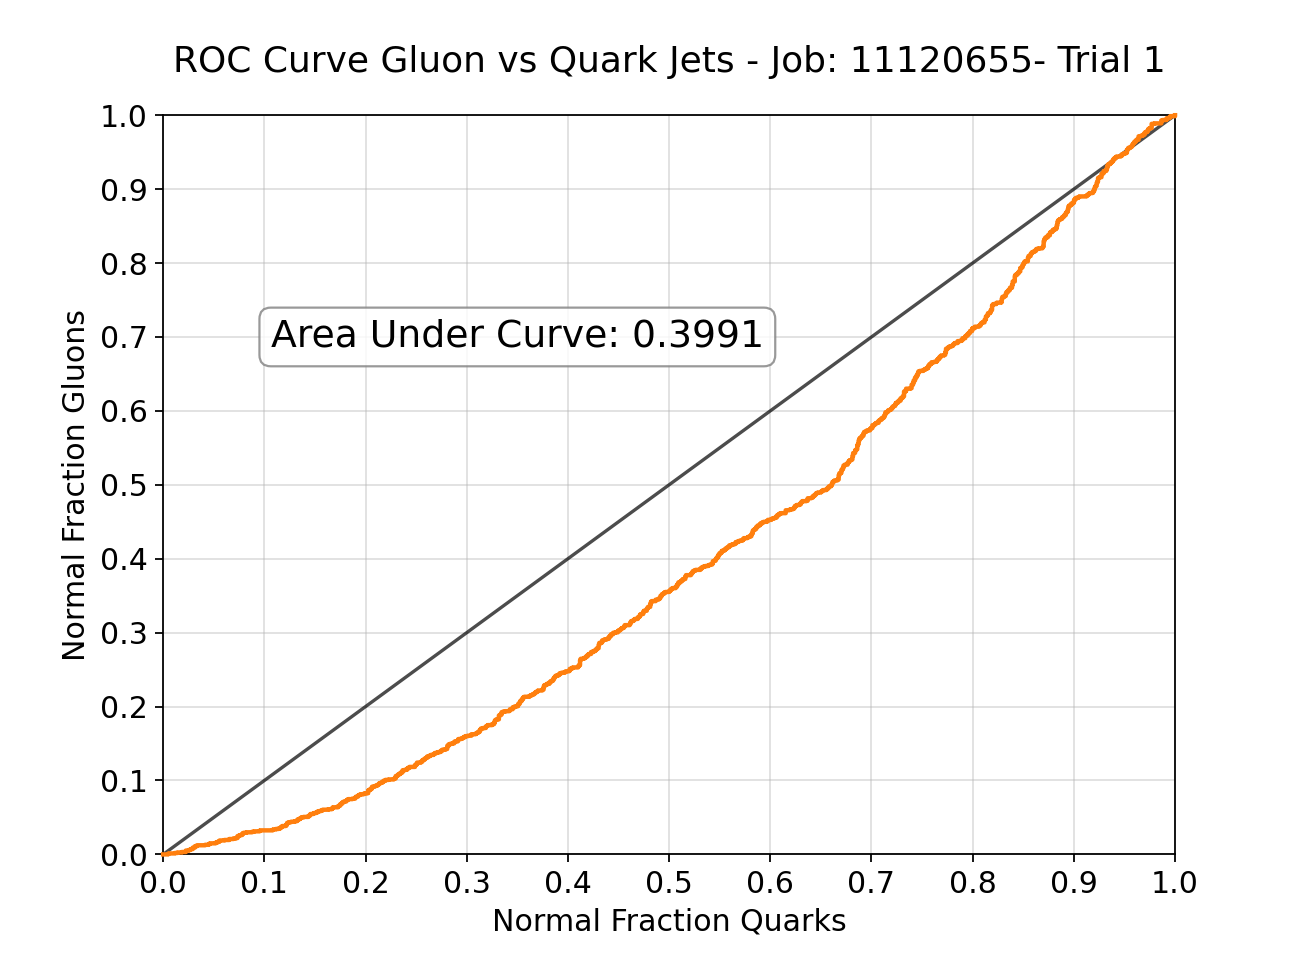 ROC Curve Gluon vs Quark Jets - Job: 11120655- Trial 1
1.0
0.9
0.8
0.7
0.6
0.5
0.4
0.3
0.2
0.1
0.0
Normal Fraction Gluons
Area Under Curve: 0.3991
0.0 0.1 0.2 0.3 0.4 0.5 0.6 0.7 0.8 0.9 1.0
Normal Fraction Quarks